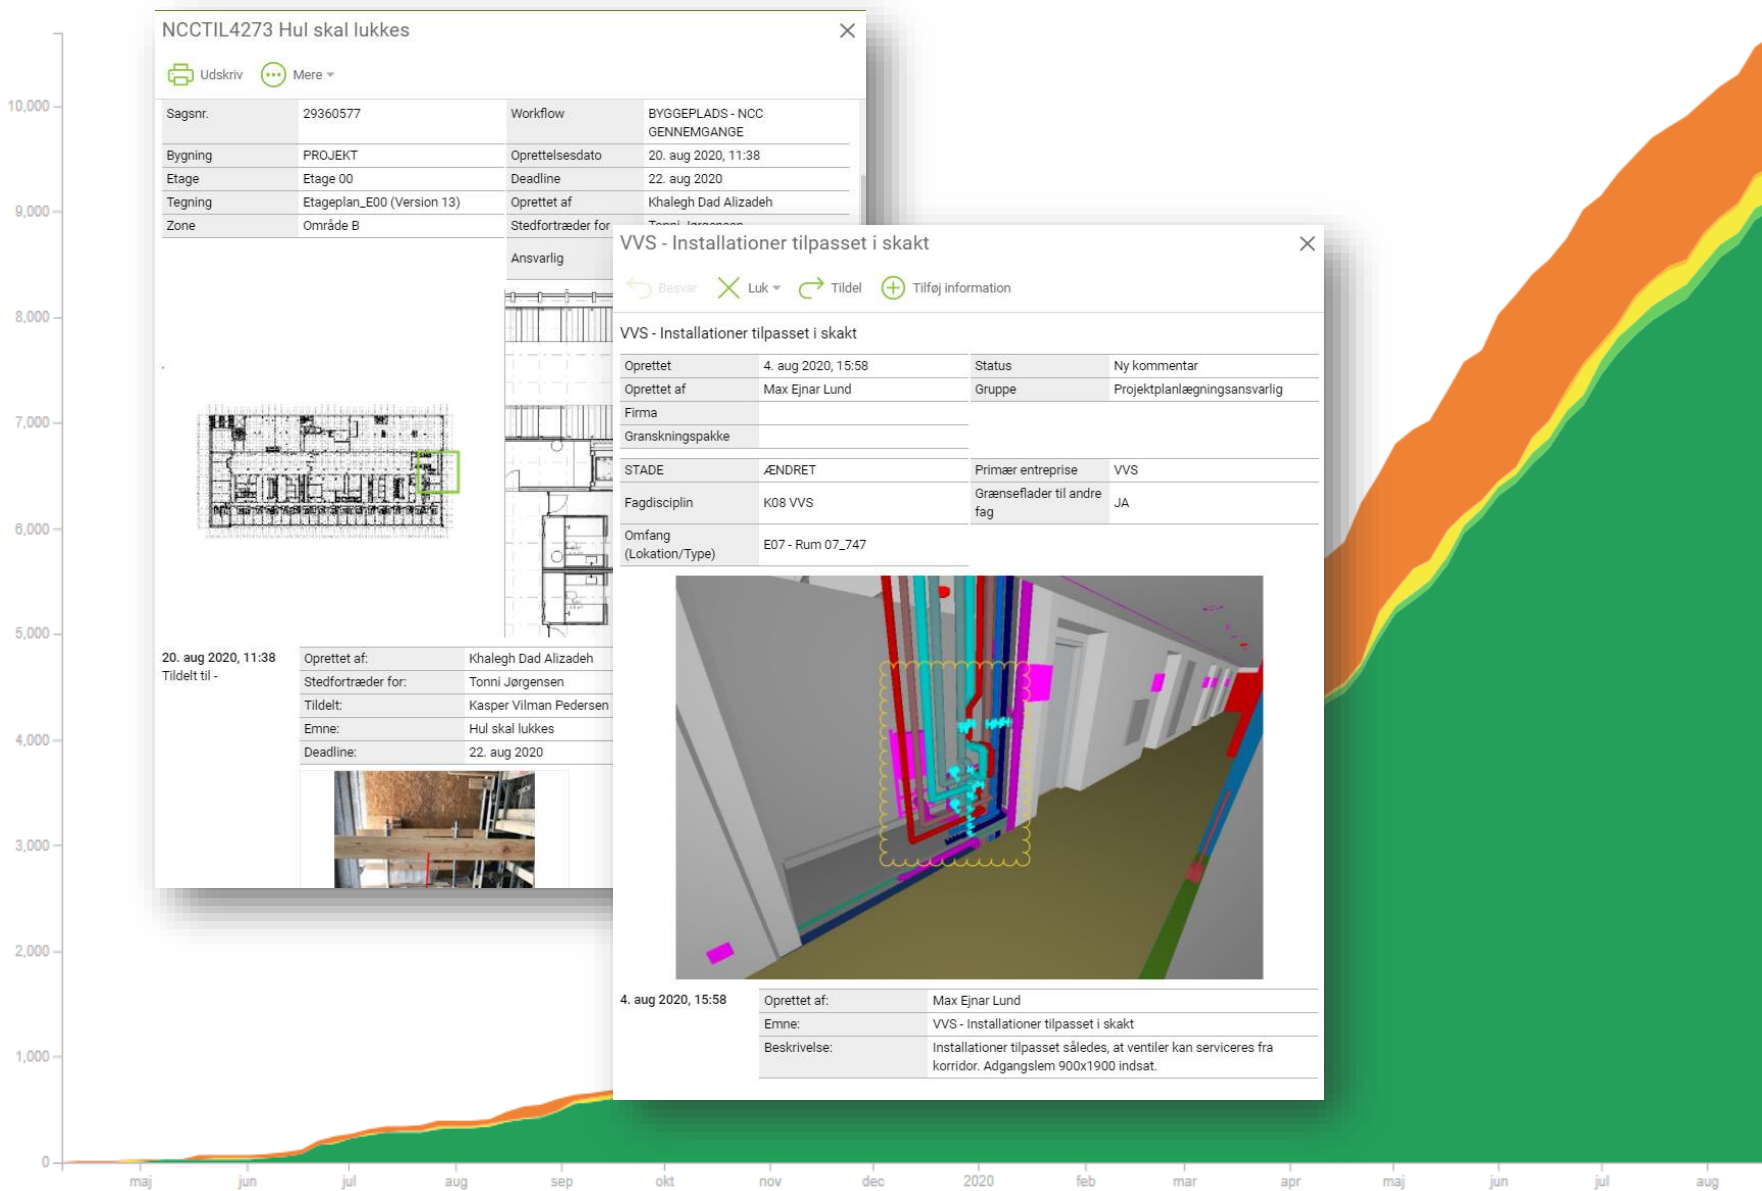 NCCTIL4273 Hul skal lukkes
Udskriv
Mere
Sagsnr. 29360577 Workflow BYGGEPLADS - NCC
GENNEMGANGE
Bygning PROJEKT Oprettelsesdato 20. aug 2020, 11:38
Etage Etage 00 Deadline 22. aug 2020
Tegning Etageplan_E00 (Version 13) Oprettet af Khalegh Dad Alizadeh
Zone Område B Stedfortræder for Tonni Jørgensen
Ansvarlig
20. aug 2020, 11:38
Tildelt til -
Oprettet af: Khalegh Dad Alizadeh
Stedfortræder for: Tonni Jørgensen
Tildelt: Kasper Vilman Pedersen
Emne: Hul skal lukkes
Deadline: 22. aug 2020
VVS - Installationer tilpasset i skakt
Besvar
Luk
Tildel
Tilføj information
VVS - Installationer tilpasset i skakt
Oprettet 4. aug 2020, 15:58 Status Ny kommentar
Oprettet af Max Ejnar Lund Gruppe Projektplanlægningsansvarlig
Firma
Granskningspakke
STADE ÆNDRET Primær entreprise VVS
Fagdisciplin K08 VVS Grænseflader til andre
fag JA
Omfang
(Lokation/Type) E07 - Rum 07_747
4. aug 2020, 15:58
Oprettet af: Max Ejnar Lund
Emne: VVS - Installationer tilpasset i skakt
Beskrivelse: Installationer tilpasset således, at ventiler kan serviceres fra
korridor. Adgangslem 900x1900 indsat.
10,000
9,000
8,000
7,000
6,000
5,000
4,000
3,000
2,000
1,000
0
maj jun jul aug sep okt nov dec 2020 feb mar apr maj jun jul aug